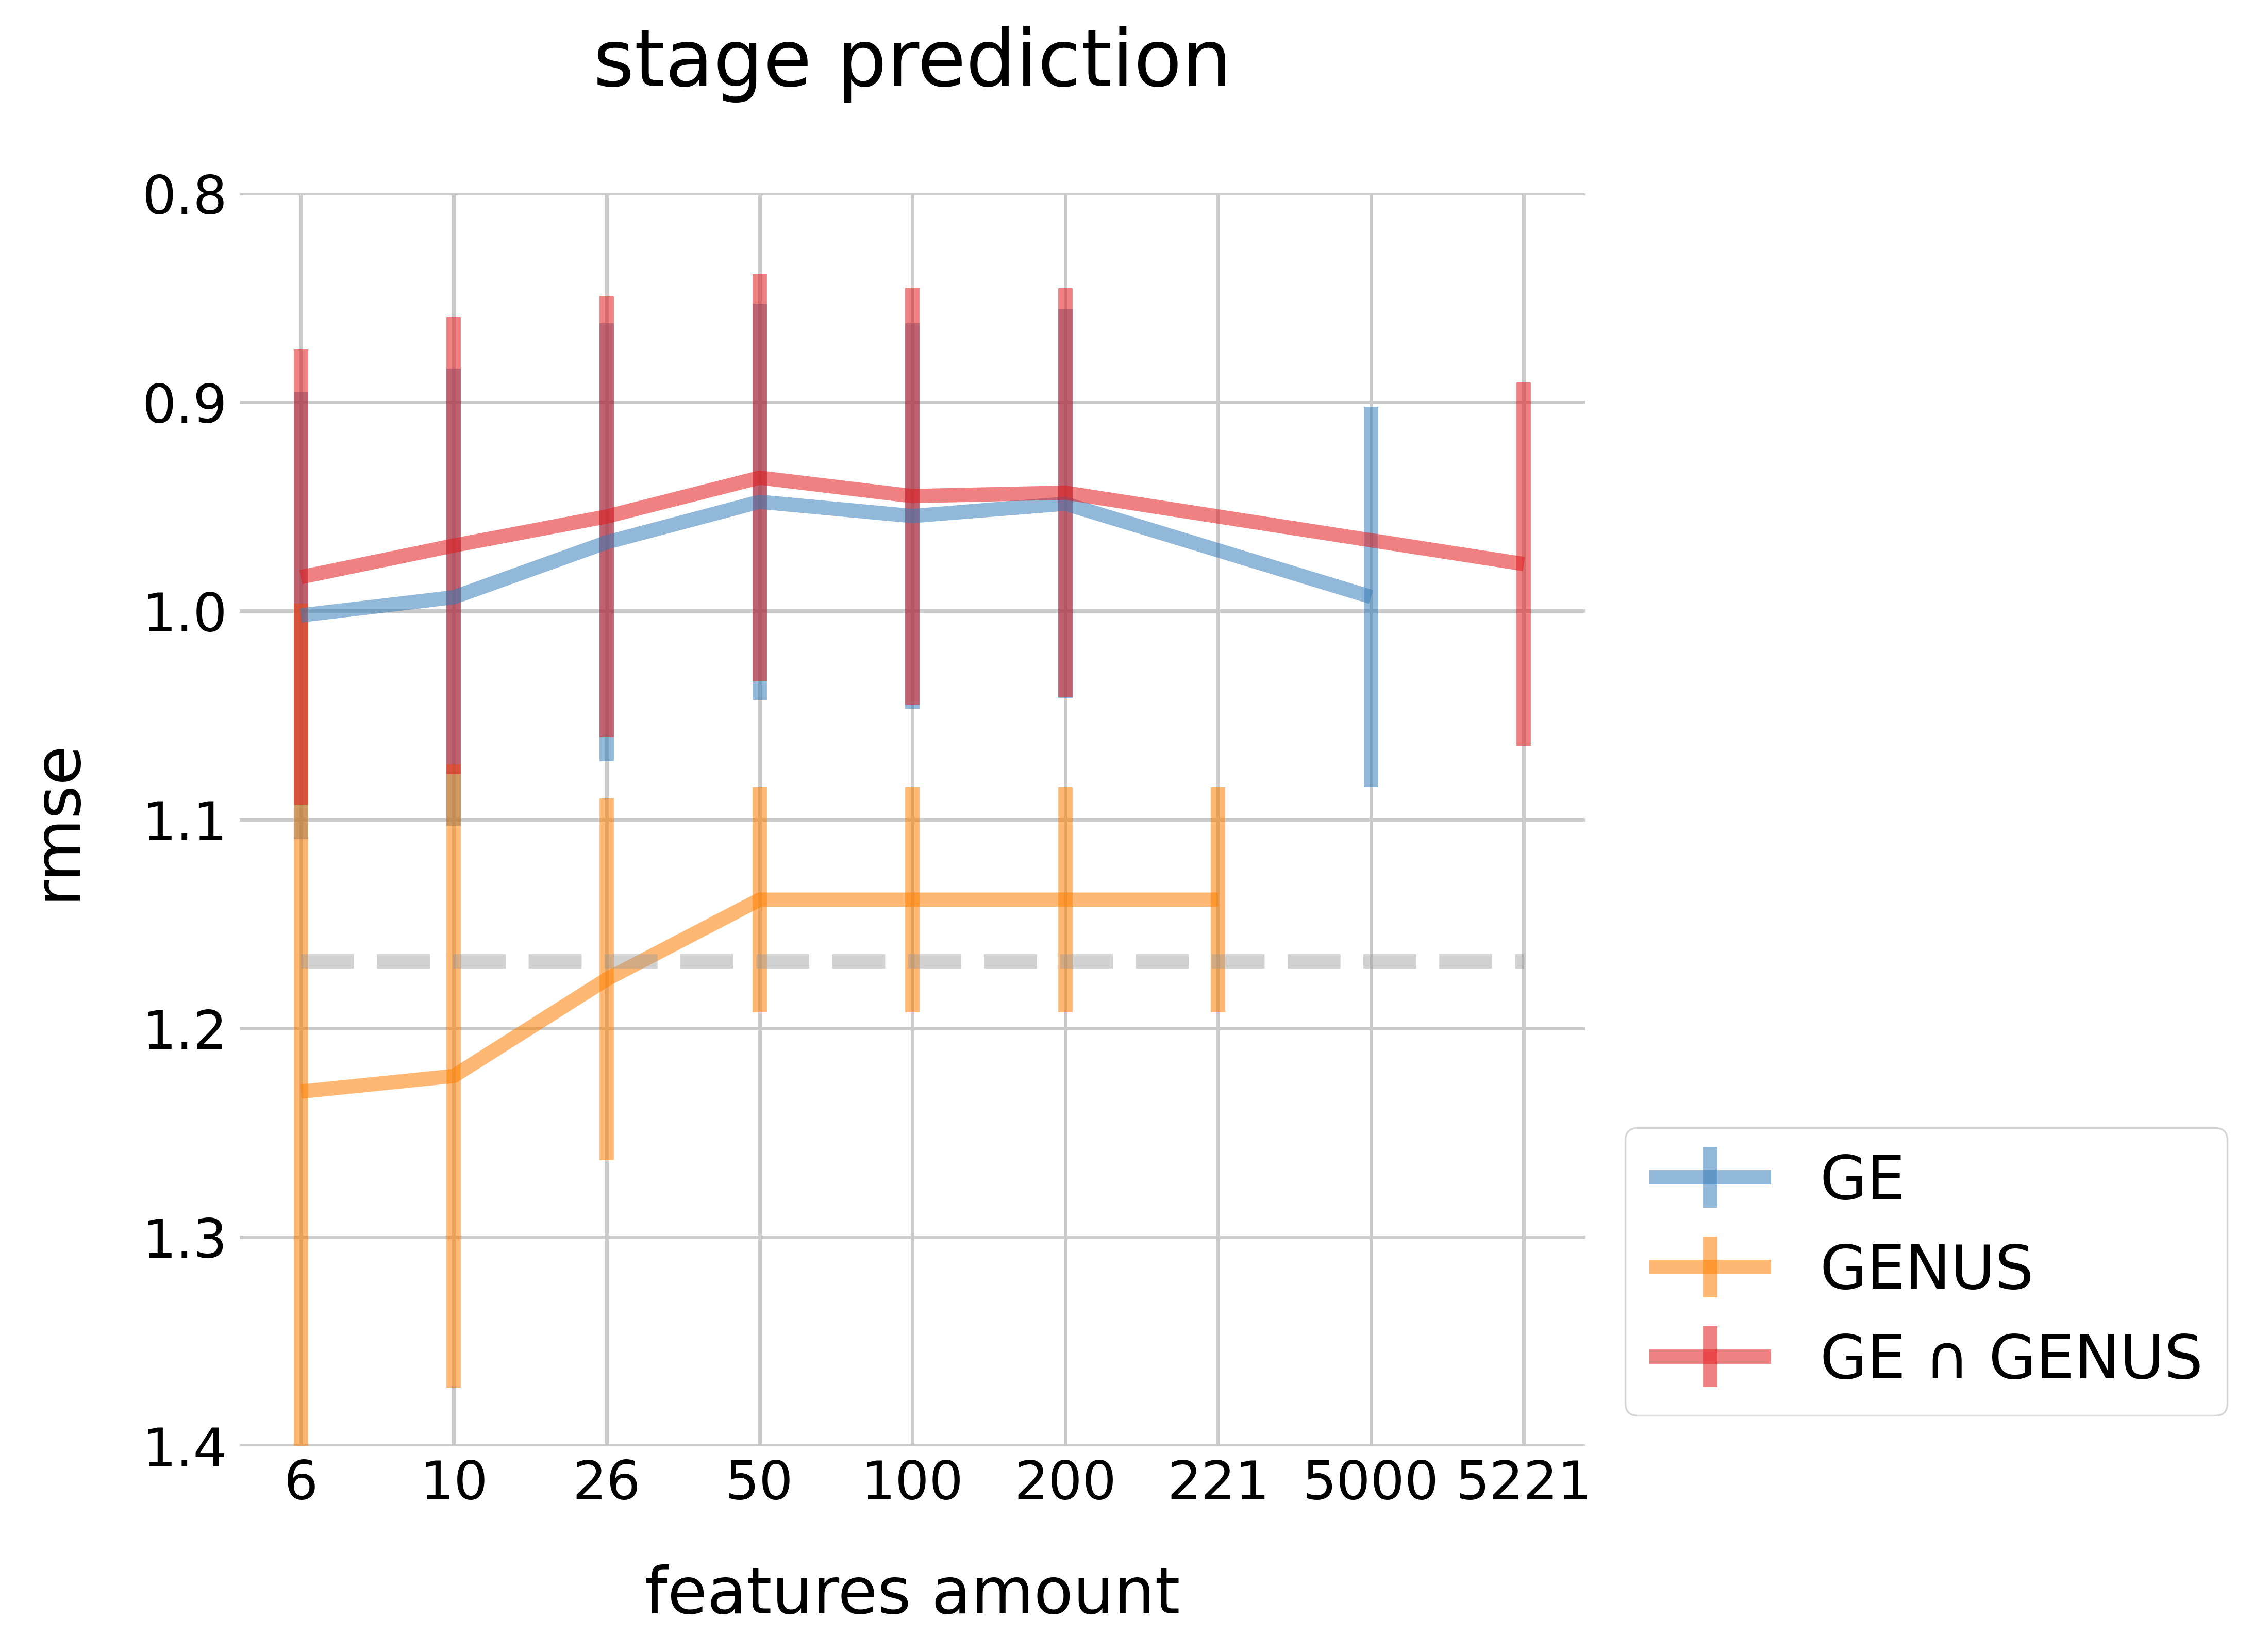 stage prediction
0.8
0.9
1.0
1.1
1.2
1.3
1.4
rmse
6 10 26 50 100 200 221 5000 5221
features amount
GE
GENUS
GE ∩ GENUS